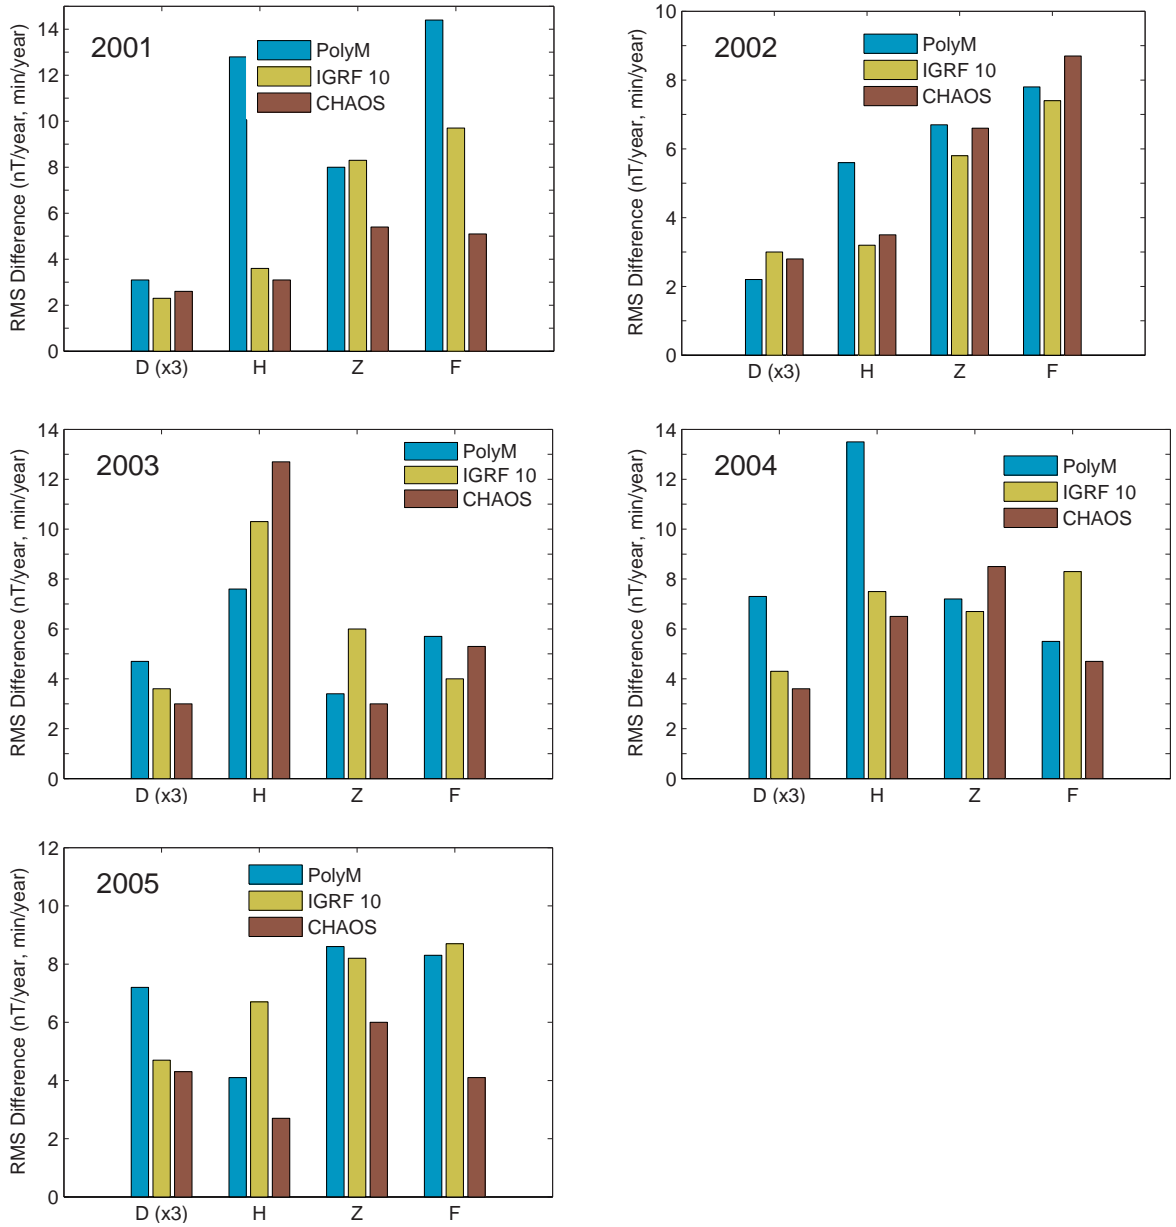 2001
PolyM
IGRF 10
CHAOS
RMS Difference (nT/year, min/year)
14
12
10
8
6
4
2
0
D (x3) H Z F
2002
PolyM
IGRF 10
CHAOS
RMS Difference (nT/year, min/year)
10
8
6
4
2
0
D (x3) H Z F
2003
PolyM
IGRF 10
CHAOS
RMS Difference (nT/year, min/year)
14
12
10
8
6
4
2
0
D (x3) H Z F
2004
PolyM
IGRF 10
CHAOS
RMS Difference (nT/year, min/year)
14
12
10
8
6
4
2
0
D (x3) H Z F
2005
PolyM
IGRF 10
CHAOS
RMS Difference (nT/year, min/year)
12
10
8
6
4
2
0
D (x3) H Z F